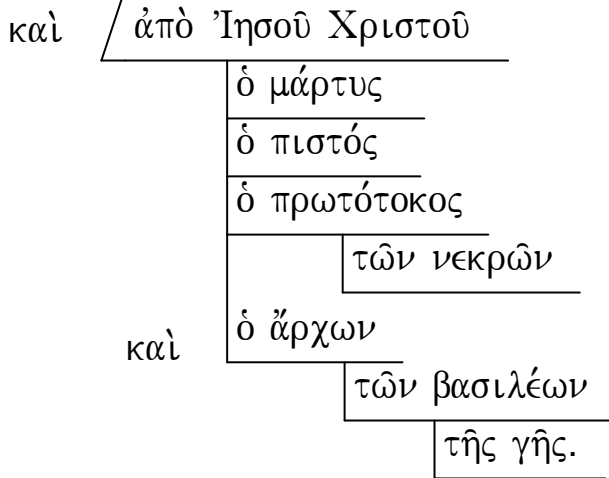 καὶ ἀπὸ Ἰησοῦ Χριστοῦ
ὁ μάρτυς
ὁ πιστός
ὁ πρωτότοκος
τῶν νεκρῶν
καὶ ὁ ἄρχων
τῶν βασιλέων
τῆς γῆς.